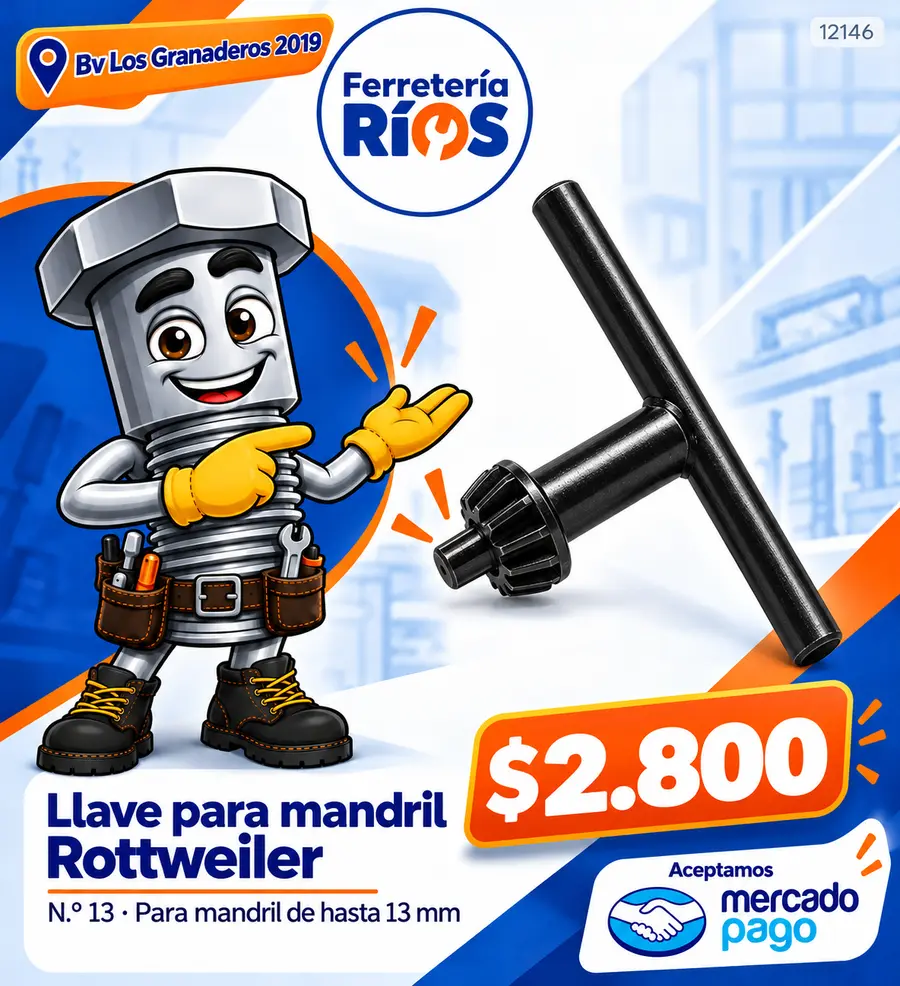 Bv Los Granaderos 2019
Ferretería
Ríos
12146
$2.800
Llave para mandril
Rottweiler
N.º 13 · Para mandril de hasta 13 mm
Aceptamos
mercado
pago